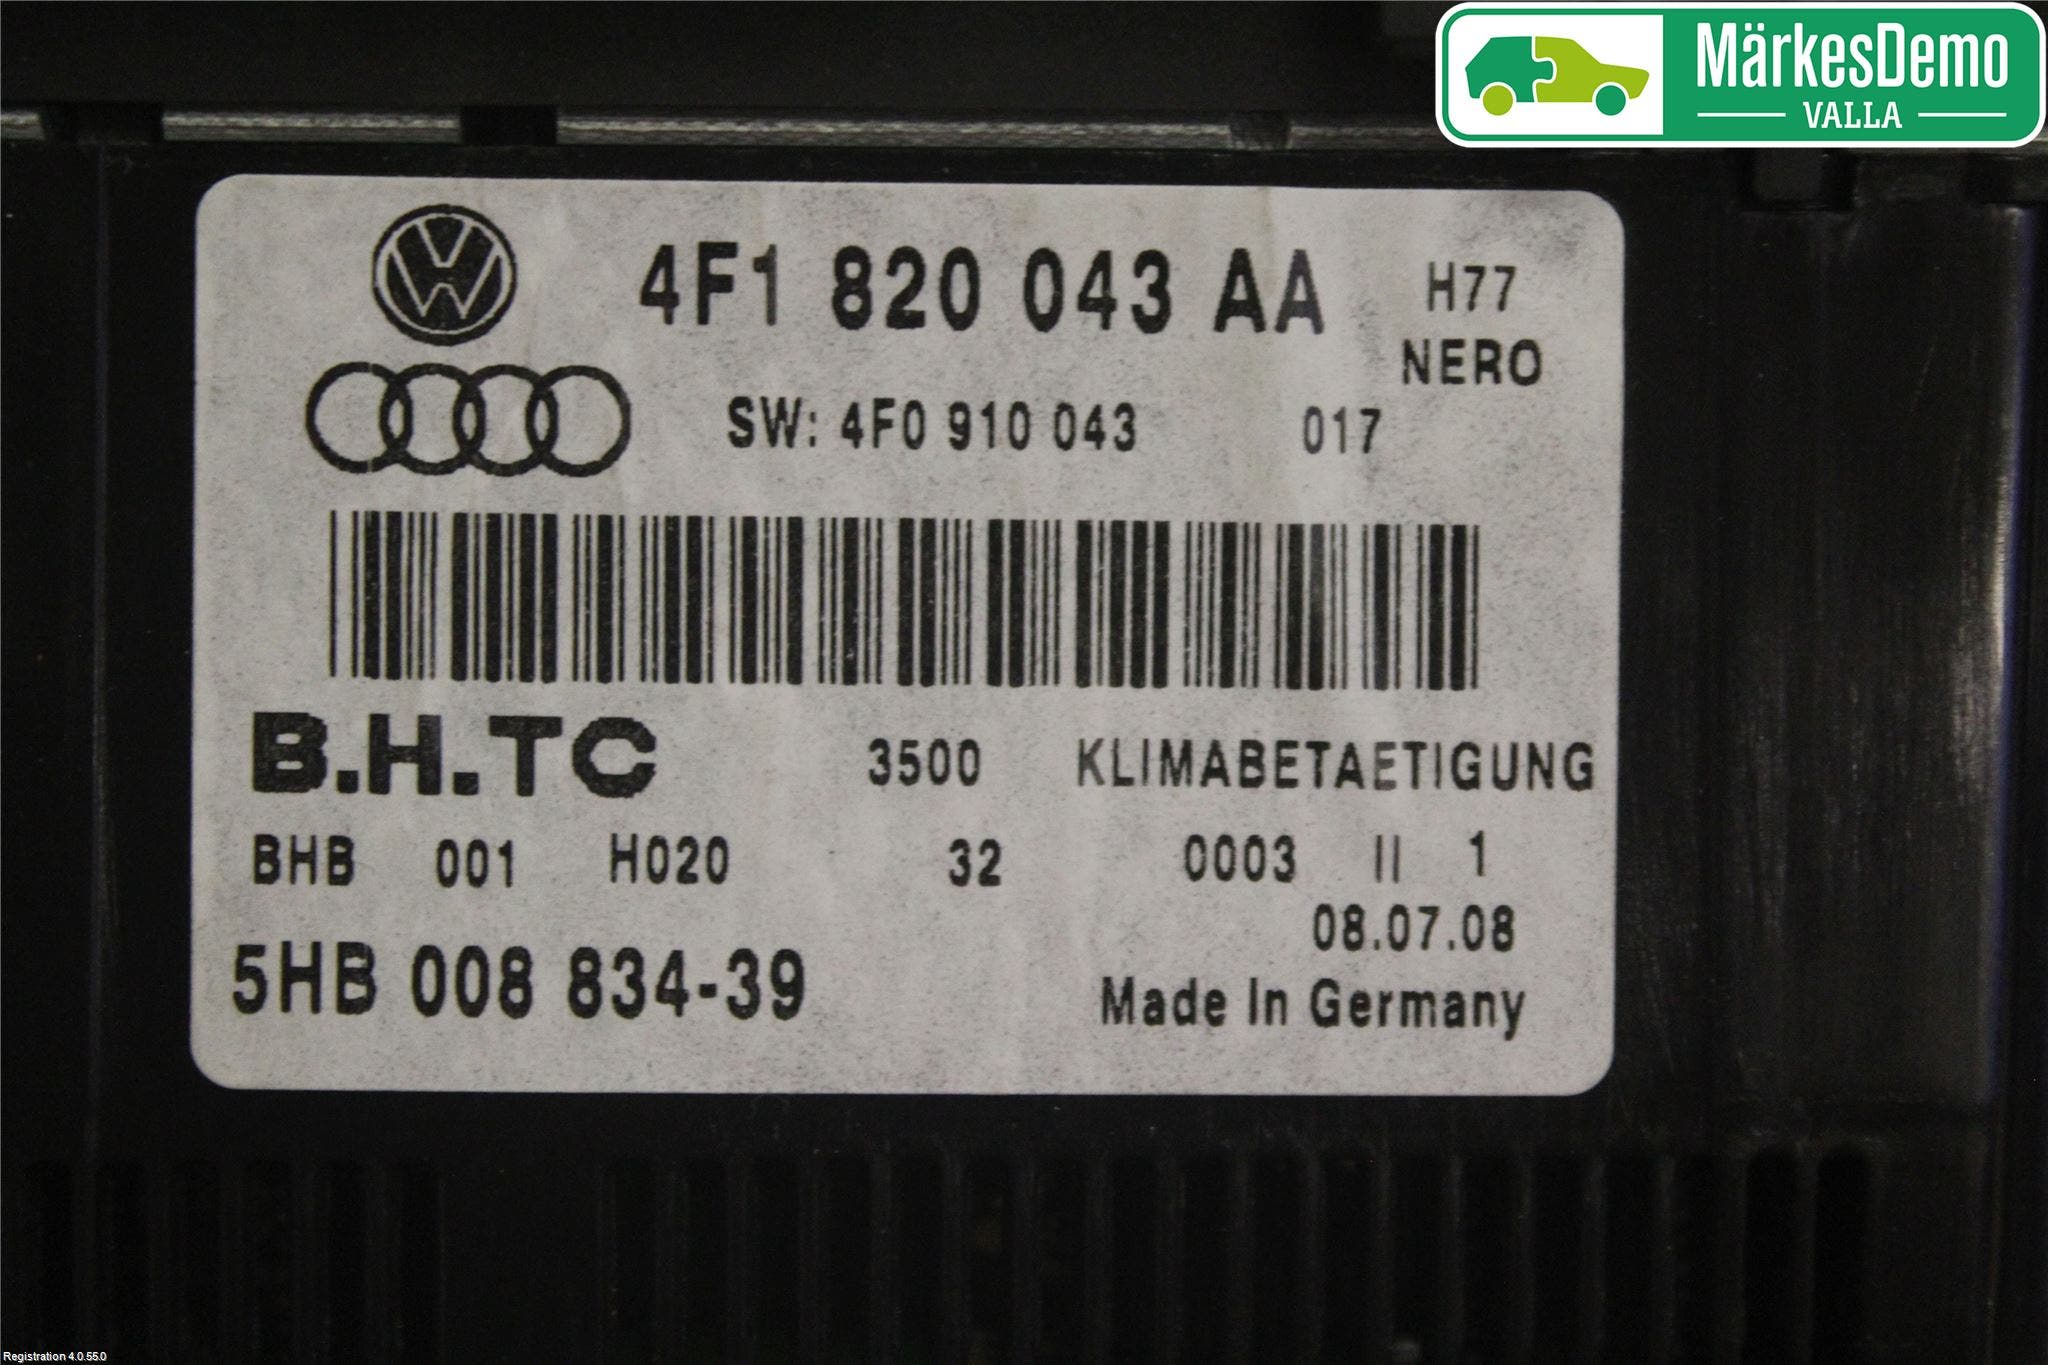 MärkesDemo
VALLA
4F1 820 043 AA H77
NERO
SW: 4F0 910 043 017
B.H.TC 3500 KLIMABETAETIGUNG
BHB 001 H020 32 0003 II 1
08.07.08
5HB 008 834-39 Made In Germany
Registration 4.0.55.0